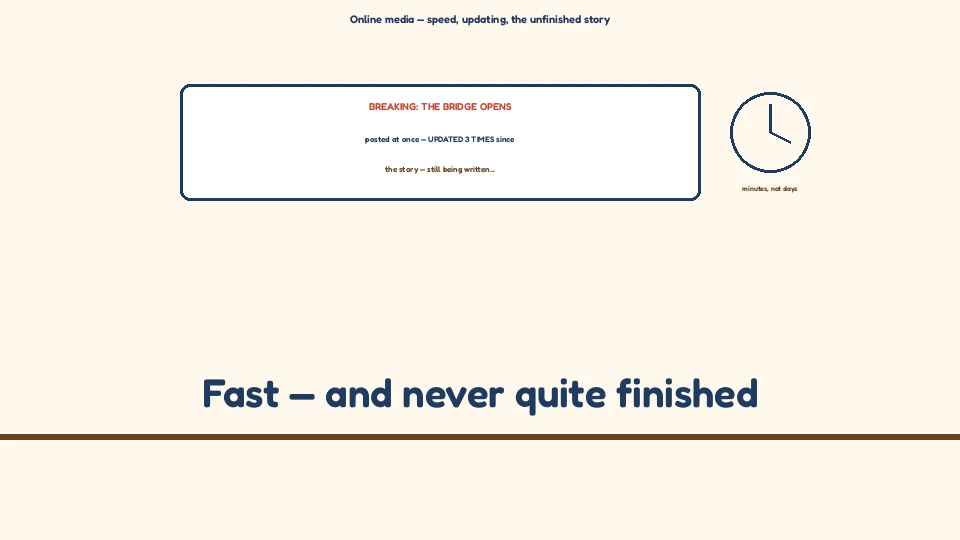 Online media — speed, updating, the unfinished story
BREAKING: THE BRIDGE OPENS
posted at once — UPDATED 3 TIMES since
the story — still being written...
minutes, not days
Fast — and never quite finished